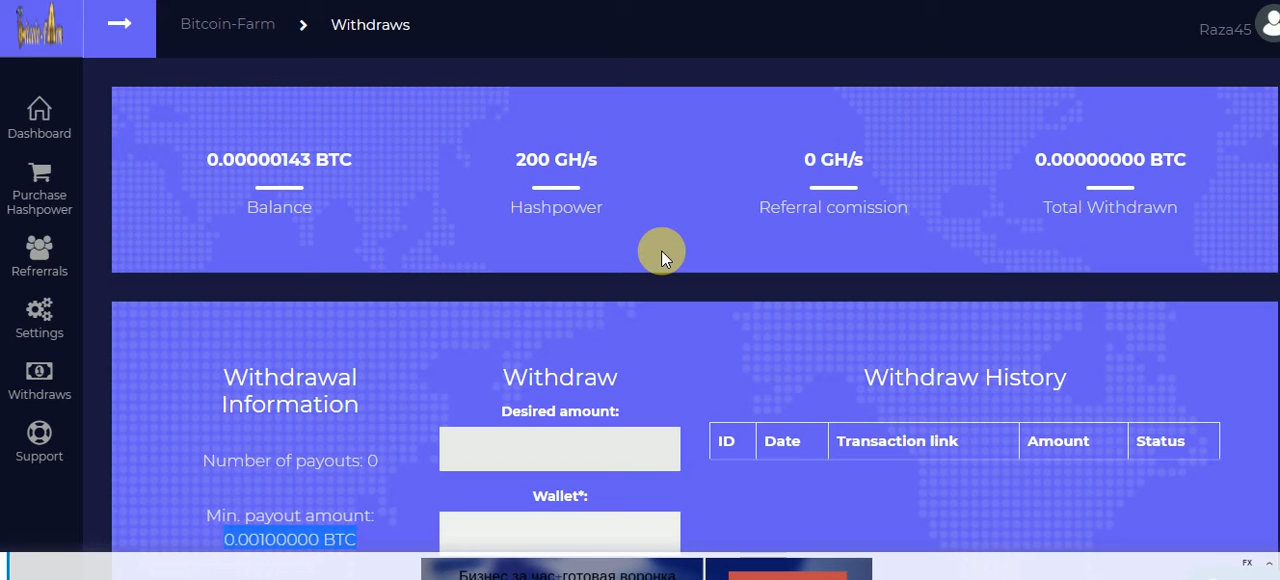 Bitcoin-Farm
Withdraws
Raza45
Dashboard
Purchase
Hashpower
Refrerrals
Settings
Withdraws
Support
0.00000143 BTC
Balance
200 GH/s
Hashpower
0 GH/s
Referral comission
0.00000000 BTC
Total Withdrawn
Withdrawal
Information
Number of payouts: 0
Min. payout amount:
0.00100000 BTC
Withdraw
Desired amount:
Wallet*:
Withdraw History
ID Date Transaction link Amount Status
Бизнес за час+готовая воронка
FX